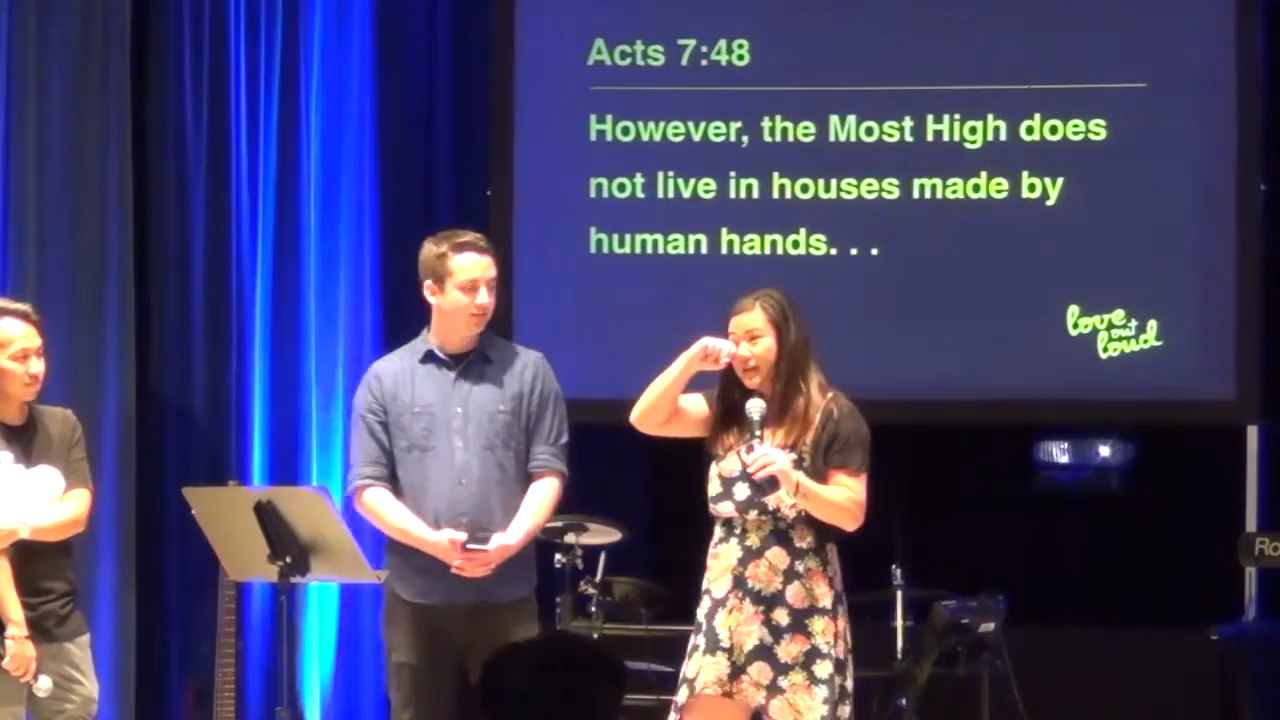 Acts 7:48
However, the Most High does
not live in houses made by
human hands. . .
love
out
loud
Ro